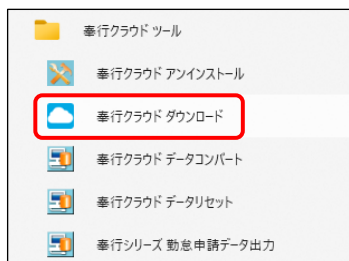 奉行クラウド ツール
奉行クラウド アンインストール
奉行クラウド ダウンロード
奉行クラウド データコンバート
奉行クラウド データリセット
奉行シリーズ 勤怠申請データ出力